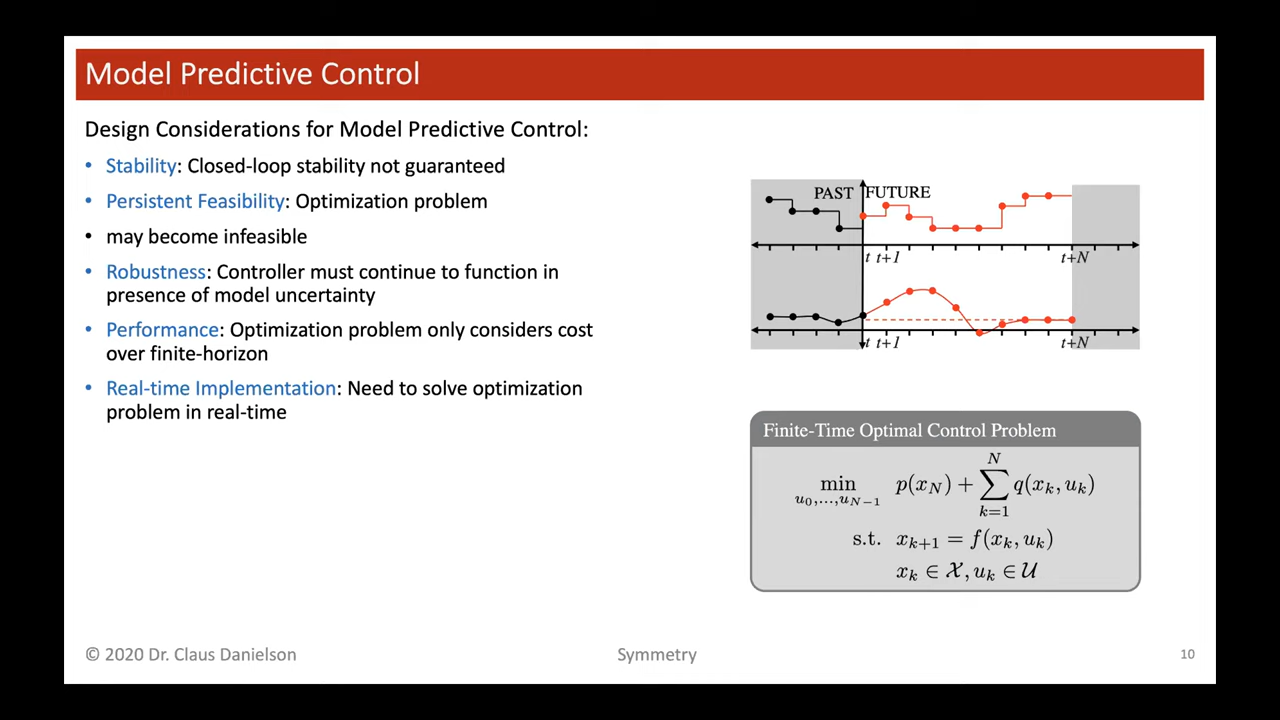 Model Predictive Control
Design Considerations for Model Predictive Control:
• Stability: Closed-loop stability not guaranteed
• Persistent Feasibility: Optimization problem
• may become infeasible
• Robustness: Controller must continue to function in
presence of model uncertainty
• Performance: Optimization problem only considers cost
over finite-horizon
• Real-time Implementation: Need to solve optimization
problem in real-time
PAST FUTURE
t t+1 t+N
t t+1 t+N
Finite-Time Optimal Control Problem
min_{u_0,...,u_{N−1}} p(x_N) + \sum_{k=1}^{N} q(x_k, u_k)
s.t. x_{k+1} = f(x_k, u_k)
x_k ∈ 𝒳, u_k ∈ 𝒰
© 2020 Dr. Claus Danielson
Symmetry
10